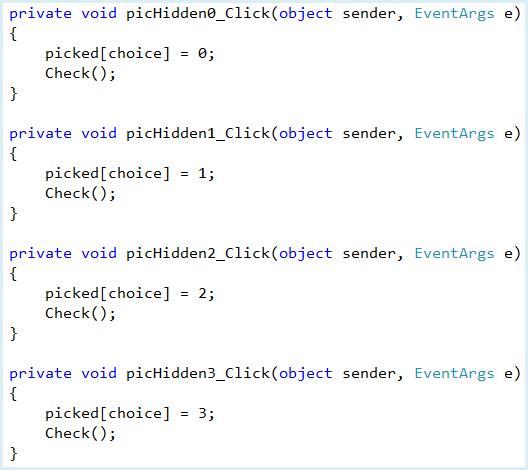 private void picHidden0_Click(object sender, EventArgs e)
{
    picked[choice] = 0;
    Check();
}
private void picHidden1_Click(object sender, EventArgs e)
{
    picked[choice] = 1;
    Check();
}
private void picHidden2_Click(object sender, EventArgs e)
{
    picked[choice] = 2;
    Check();
}
private void picHidden3_Click(object sender, EventArgs e)
{
    picked[choice] = 3;
    Check();
}